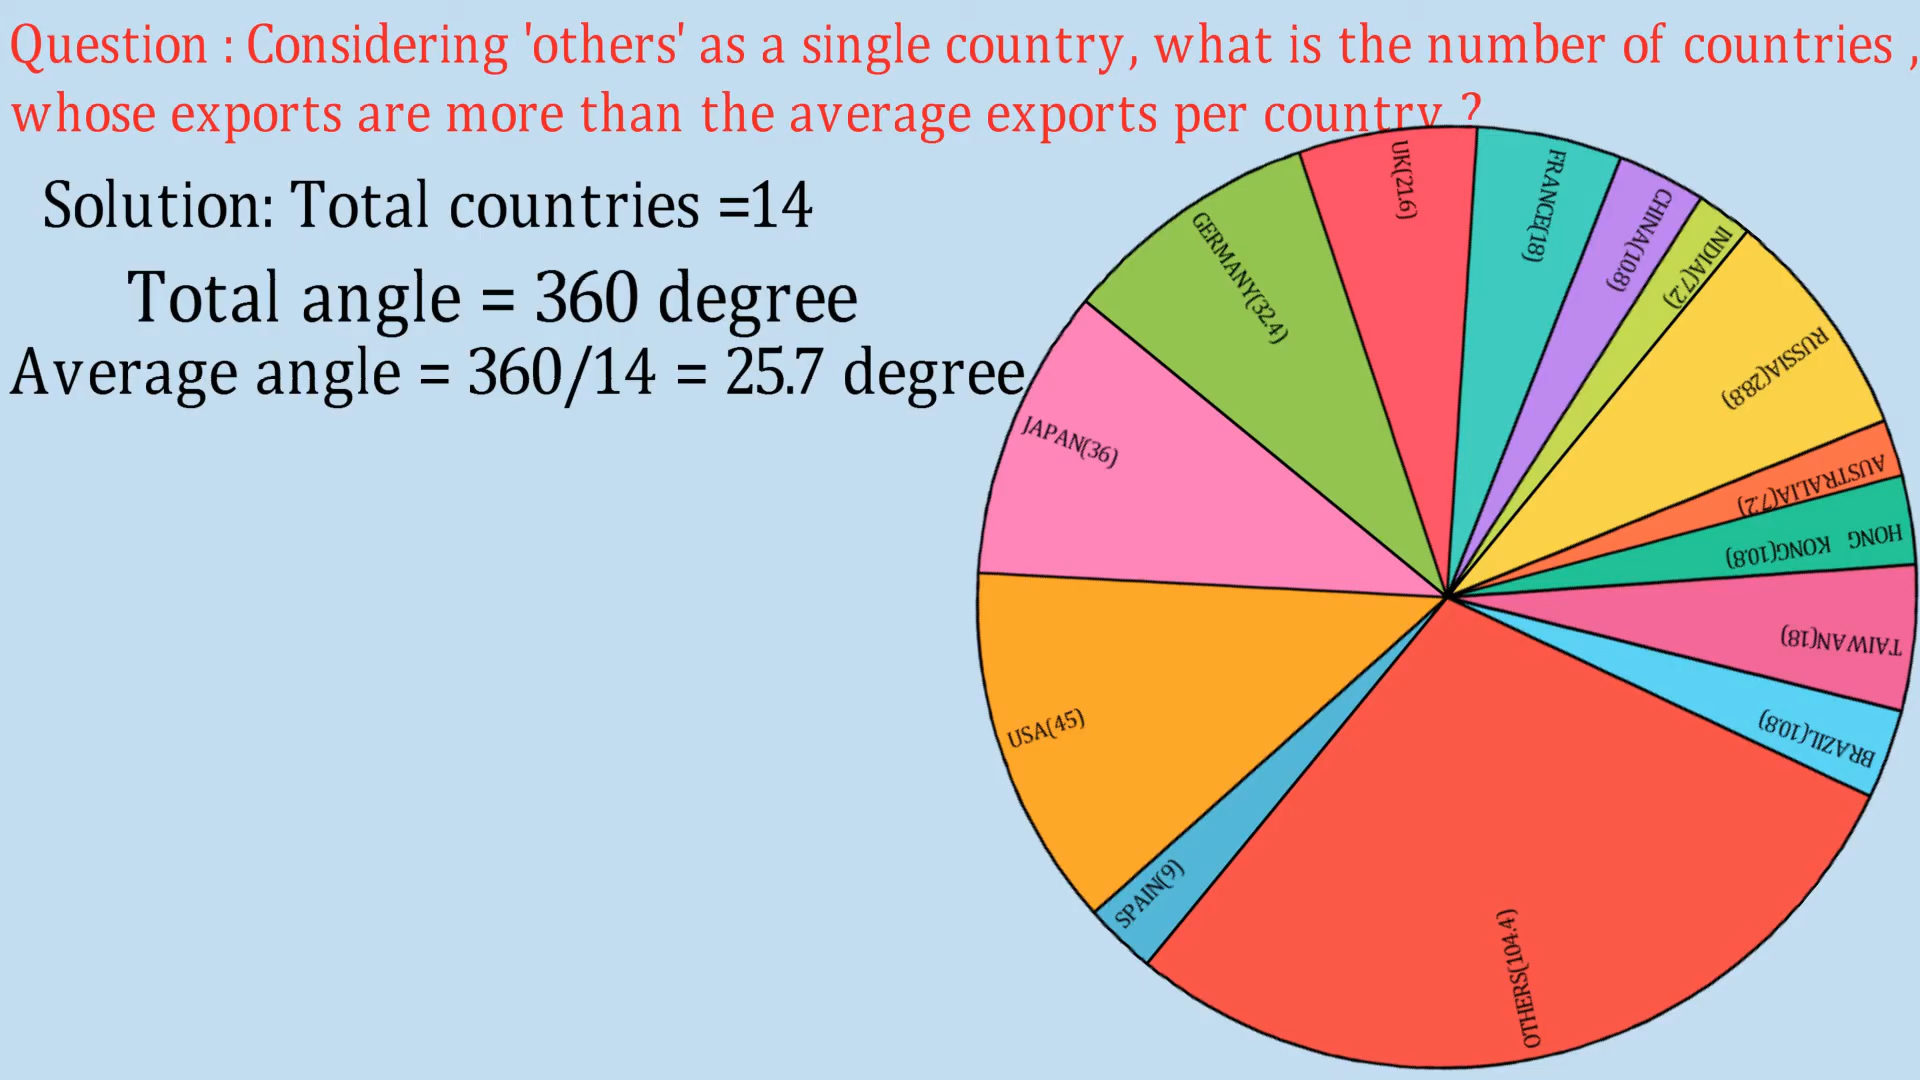 Question : Considering 'others' as a single country, what is the number of countries ,
whose exports are more than the average exports per country ?
Solution: Total countries =14
Total angle = 360 degree
Average angle = 360/14 = 25.7 degree
UK(21.6)
FRANCE(18)
CHINA(10.8)
INDIA(7.2)
RUSSIA(28.8)
AUSTRALIA(7.2)
HONG KONG(10.8)
TAIWAN(18)
BRAZIL(10.8)
OTHERS(104.4)
SPAIN(9)
USA(45)
JAPAN(36)
GERMANY(32.4)